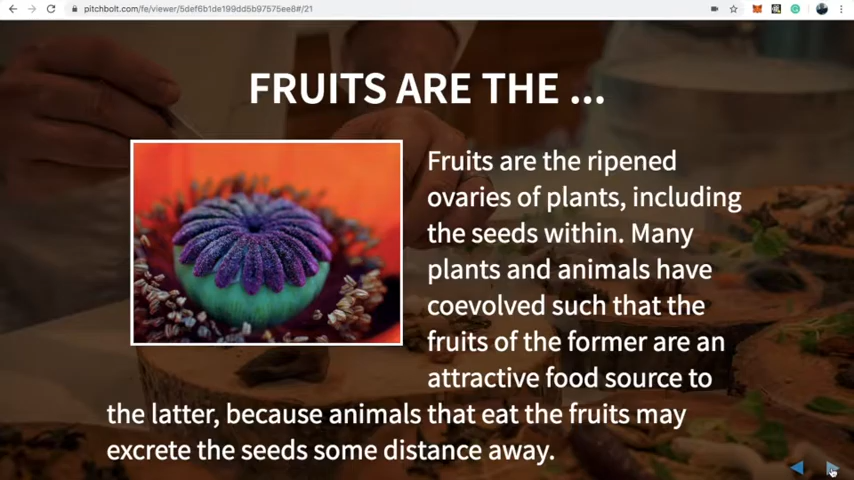 pitchbolt.com/fe/viewer/5def6b1de199dd5b97575ee8#/21
FRUITS ARE THE ...
Fruits are the ripened
ovaries of plants, including
the seeds within. Many
plants and animals have
coevolved such that the
fruits of the former are an
attractive food source to
the latter, because animals that eat the fruits may
excrete the seeds some distance away.